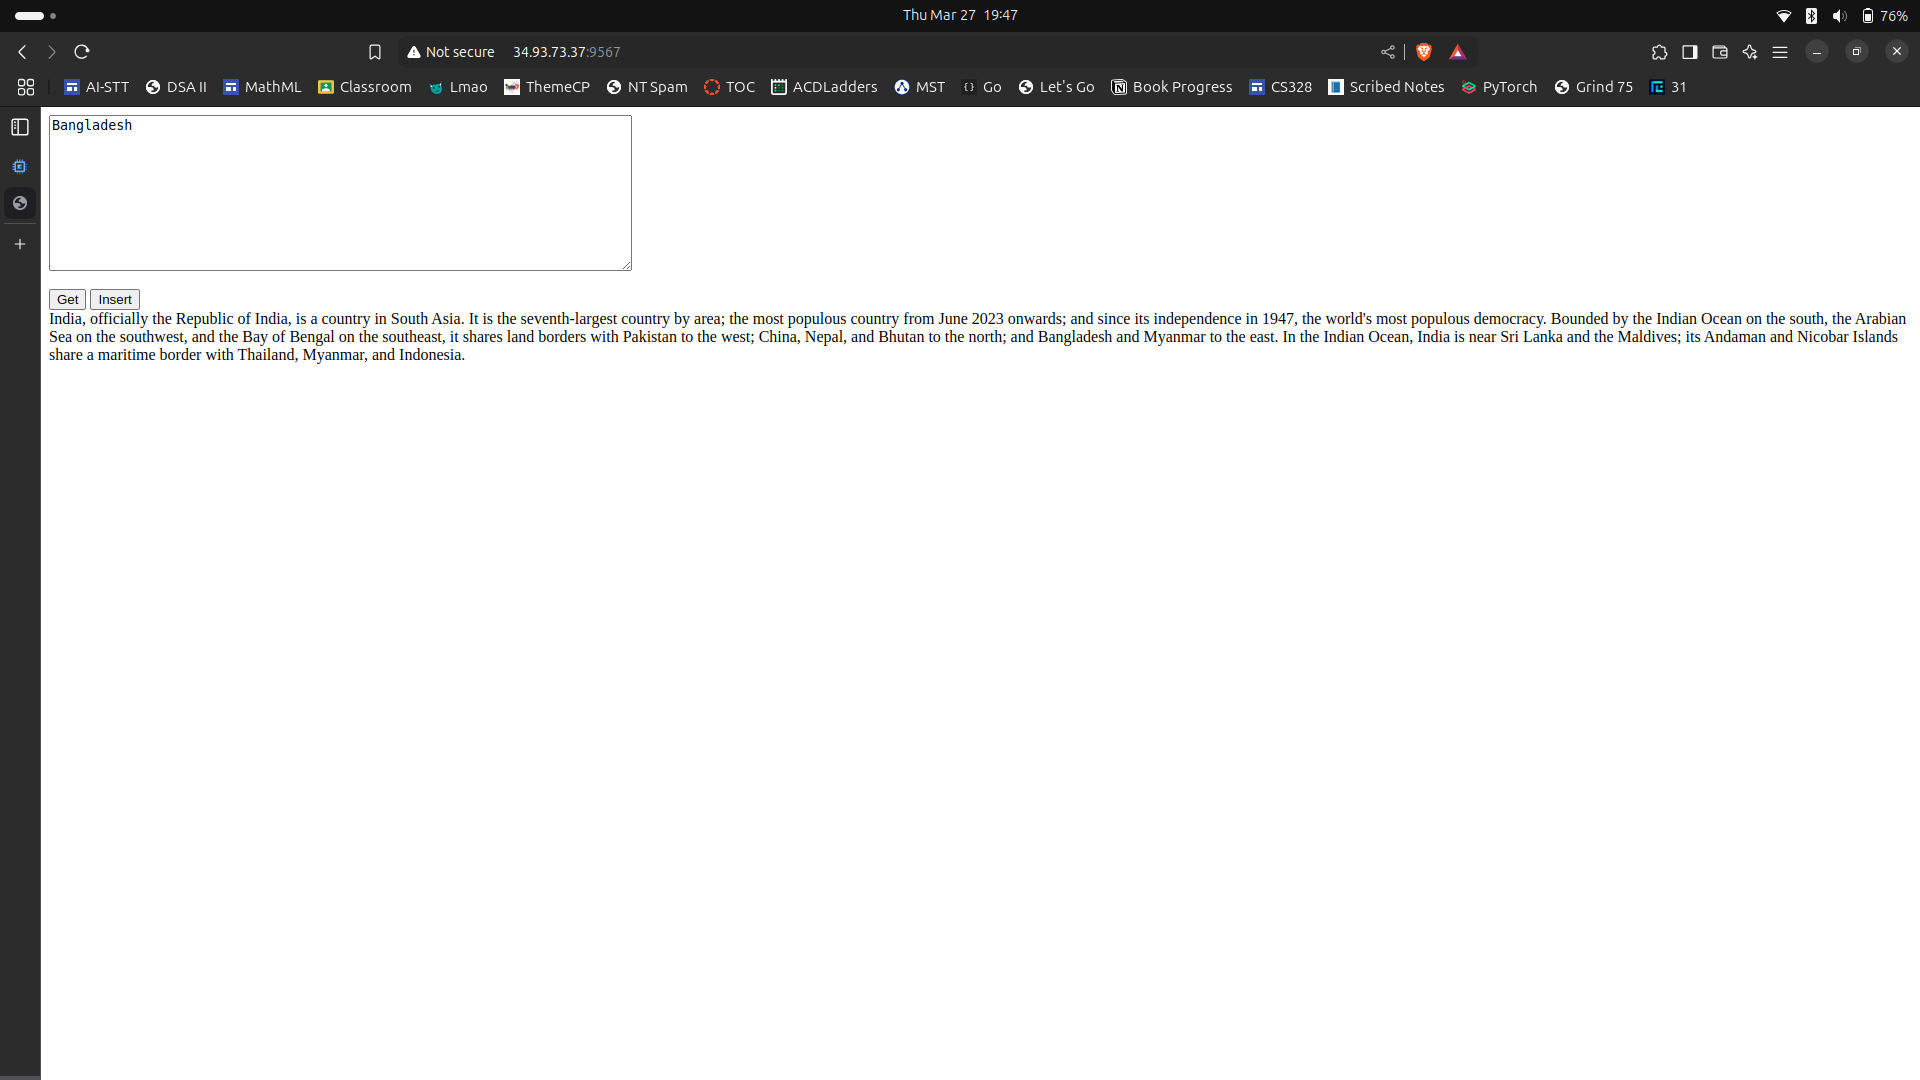 Thu Mar 27 19:47
76%
Not secure 34.93.73.37:9567
AI-STT DSA II MathML Classroom Lmao ThemeCP NT Spam TOC ACDLadders MST Go Let's Go Book Progress CS328 Scribed Notes PyTorch Grind 75 31
Bangladesh
Get Insert
India, officially the Republic of India, is a country in South Asia. It is the seventh-largest country by area; the most populous country from June 2023 onwards; and since its independence in 1947, the world's most populous democracy. Bounded by the Indian Ocean on the south, the Arabian
Sea on the southwest, and the Bay of Bengal on the southeast, it shares land borders with Pakistan to the west; China, Nepal, and Bhutan to the north; and Bangladesh and Myanmar to the east. In the Indian Ocean, India is near Sri Lanka and the Maldives; its Andaman and Nicobar Islands
share a maritime border with Thailand, Myanmar, and Indonesia.